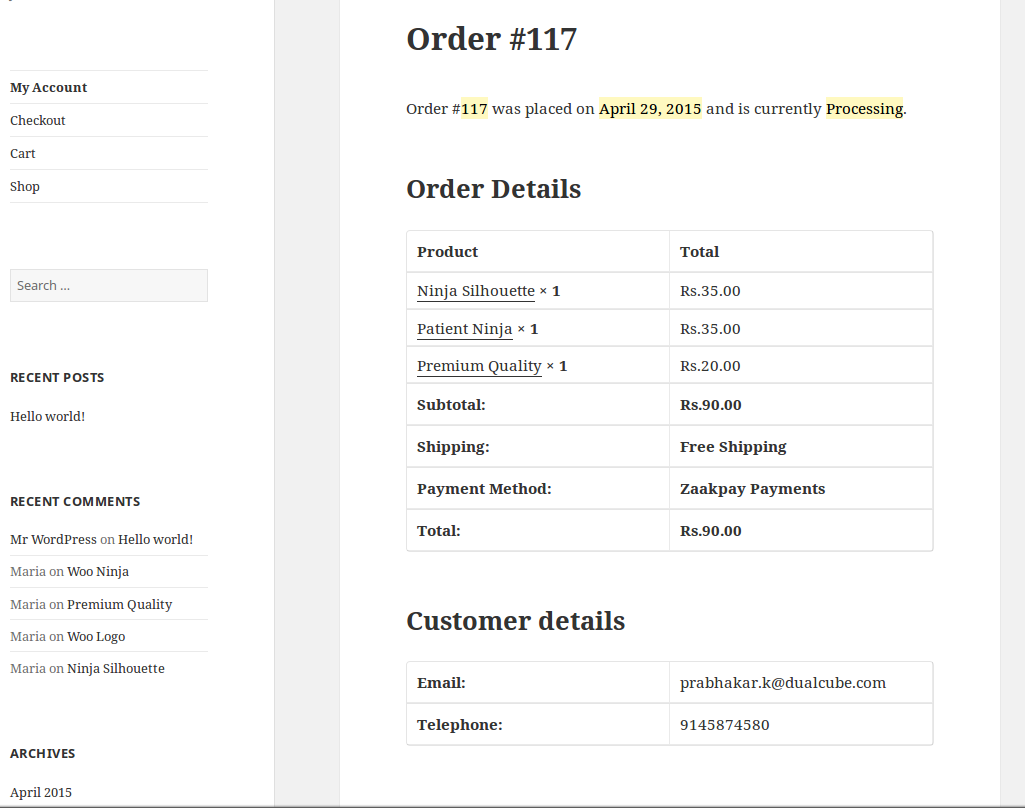 My Account
Checkout
Cart
Shop
Search ...
RECENT POSTS
Hello world!
RECENT COMMENTS
Mr WordPress on Hello world!
Maria on Woo Ninja
Maria on Premium Quality
Maria on Woo Logo
Maria on Ninja Silhouette
ARCHIVES
April 2015
Order #117
Order #117 was placed on April 29, 2015 and is currently Processing.
Order Details
Product Total
Ninja Silhouette × 1 Rs.35.00
Patient Ninja × 1 Rs.35.00
Premium Quality × 1 Rs.20.00
Subtotal: Rs.90.00
Shipping: Free Shipping
Payment Method: Zaakpay Payments
Total: Rs.90.00
Customer details
Email: prabhakar.k@dualcube.com
Telephone: 9145874580